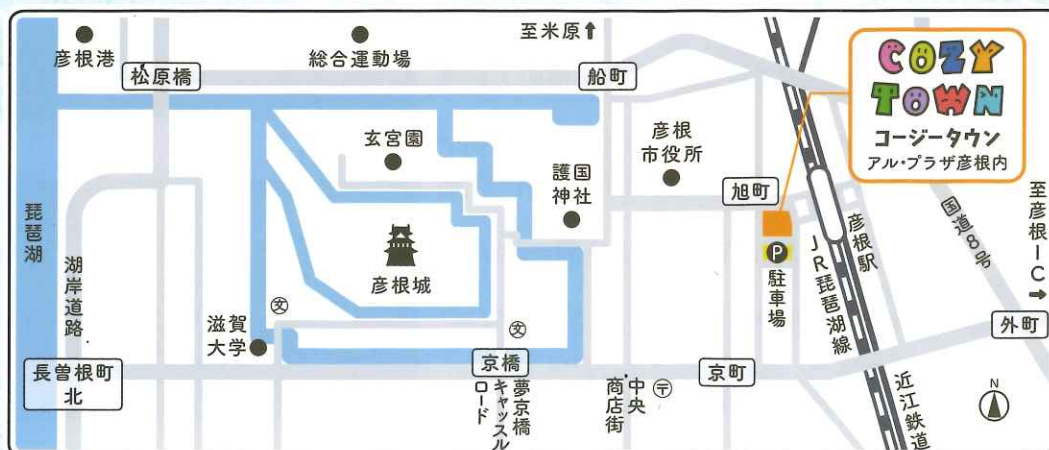 彦根港
総合運動場
至米原↑
松原橋
船町
COZY
TOWN
コージータウン
アル・プラザ彦根内
玄宮園
彦根
市役所
護国
神社
旭町
琵琶湖
湖岸道路
彦根城
P
駐車場
JR琵琶湖線
彦根駅
国道8号
至彦根IC→
文
滋賀
大学
文
外町
長曽根町
北
京橋
京町
夢京橋
キャッスル
ロード
中央
商店街
〒
近江鉄道
N